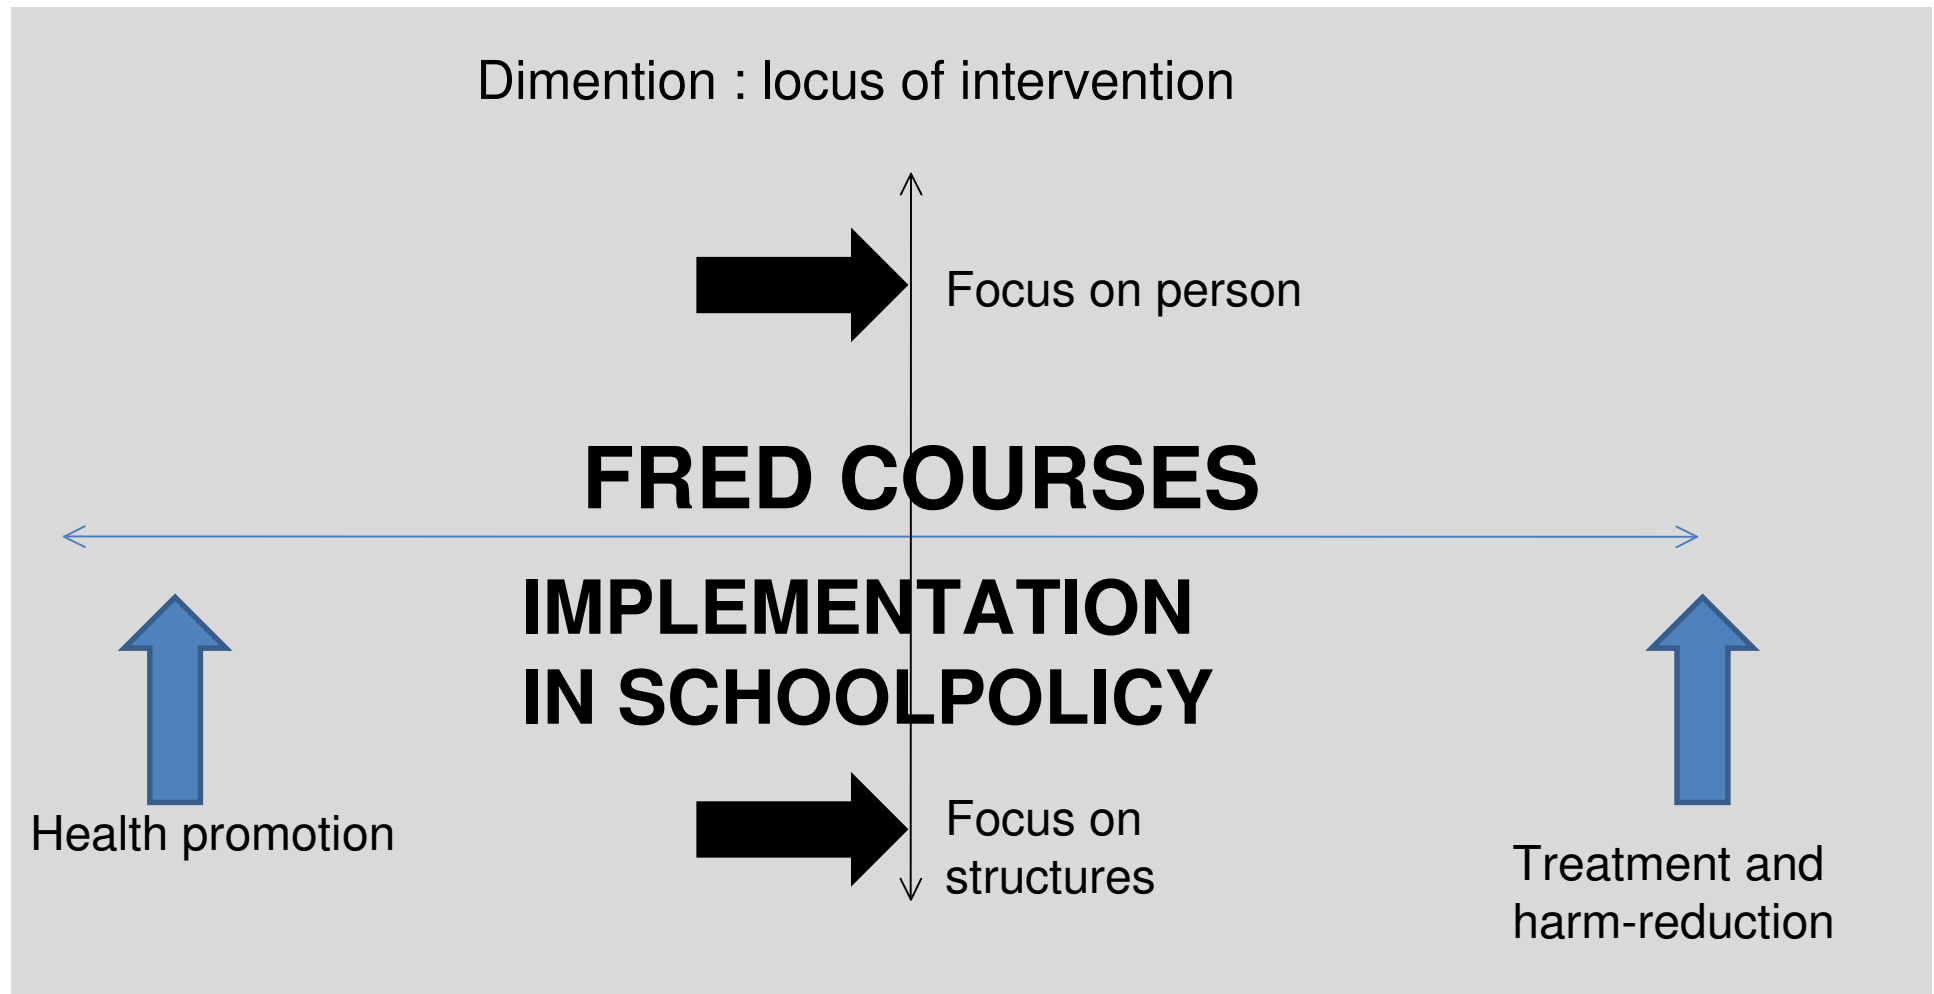 Dimention : locus of intervention
Focus on person
FRED COURSES
IMPLEMENTATION
IN SCHOOLPOLICY
Health promotion
Focus on
structures
Treatment and
harm-reduction